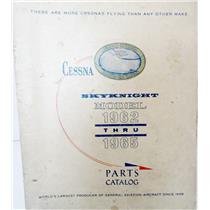 THERE ARE MORE CESSNAS FLYING THAN ANY OTHER MAKE
CESSNA
SKYKNIGHT
MODEL
1962
THRU
1965
PARTS
CATALOG
WORLD'S LARGEST PRODUCER OF GENERAL AVIATION AIRCRAFT SINCE